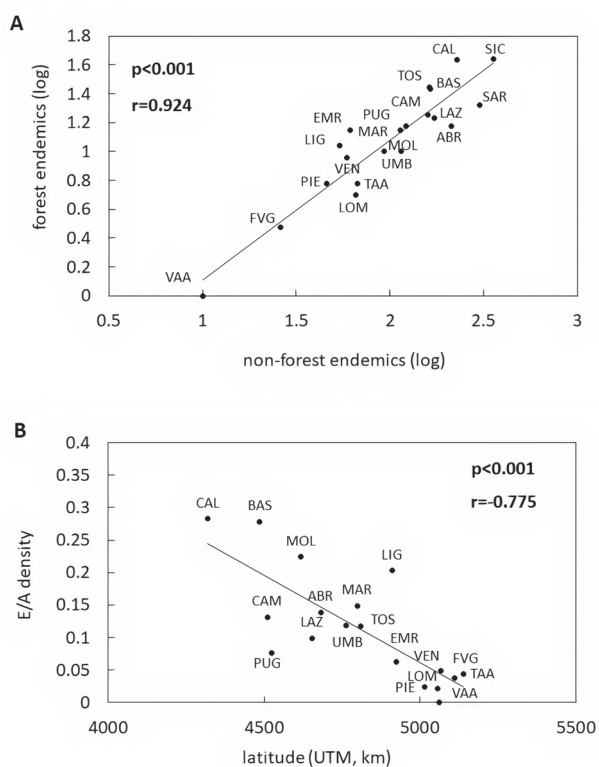 A
1.8
1.6
1.4
1.2
1
0.8
0.6
0.4
0.2
0
forest endemics (log)
p<0.001
r=0.924
CAL
SIC
TOS
BAS
SAR
CAM
PUG
LAZ
EMR
MAR
ABR
LIG
MOL
UMB
VEN
PIE
TAA
LOM
FVG
VAA
0.5
1
1.5
2
2.5
3
non-forest endemics (log)
B
0.4
0.35
0.3
0.25
0.2
0.15
0.1
0.05
0
E/A density
p<0.001
r=-0.775
CAL
BAS
MOL
LIG
CAM
ABR
MAR
LAZ
TOS
UMB
EMR
PUG
VEN
FVG
LOM
TAA
PIE
VAA
4000
4500
5000
5500
latitude (UTM, km)